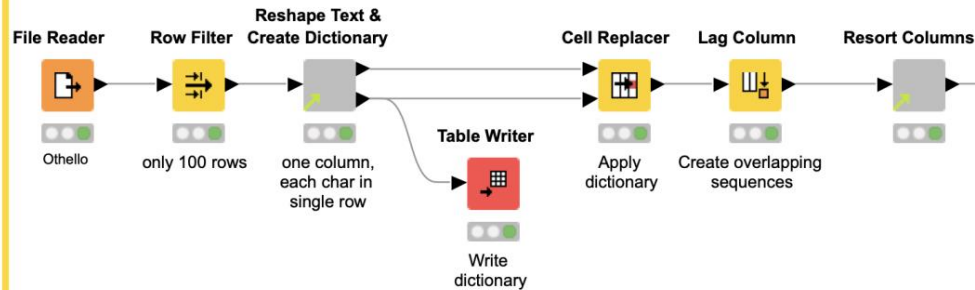 Reshape Text &
File Reader Row Filter Create Dictionary Cell Replacer Lag Column Resort Columns
Othello only 100 rows one column, Table Writer Apply Create overlapping
each char in dictionary sequences
single row
Write
dictionary